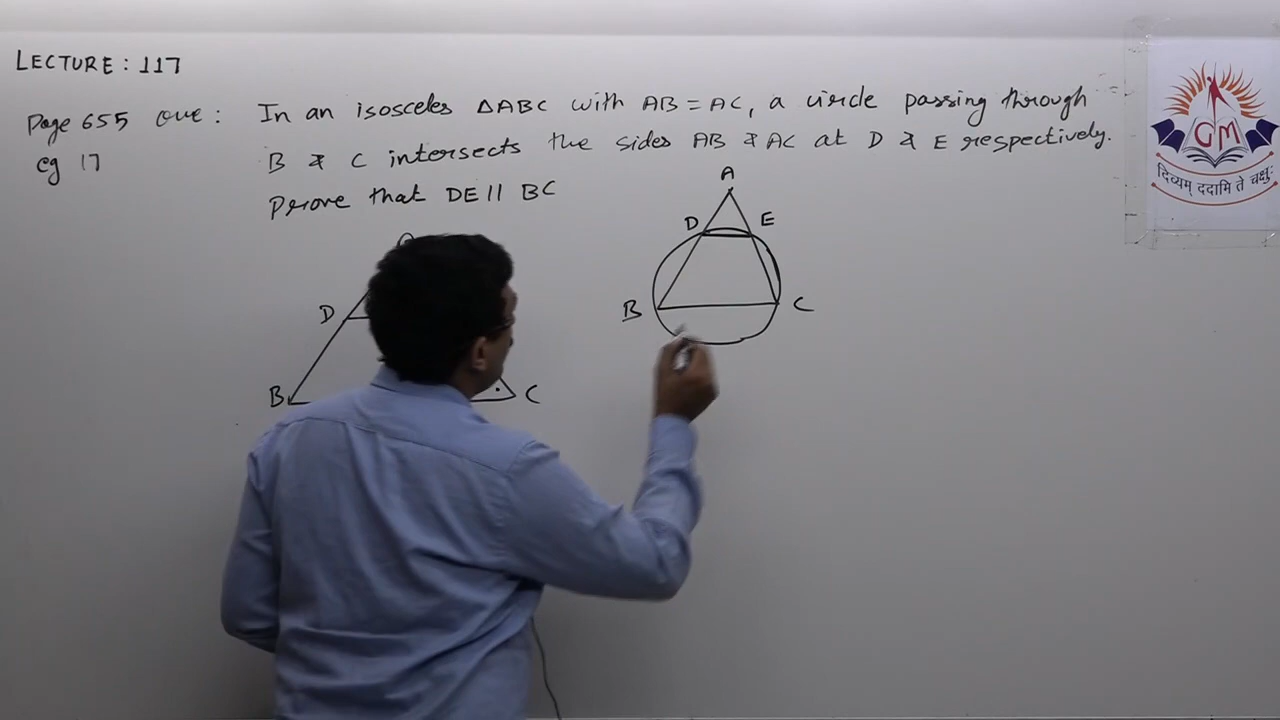 LECTURE : 117
Page 655 que : In an isosceles ΔABC with AB = AC, a circle passing through
eg 17 B & C intersects the sides AB & AC at D & E respectively.
Prove that DE || BC
A
D E
B C
D
B C
GM
दिव्यम् ददामि ते चक्षुः